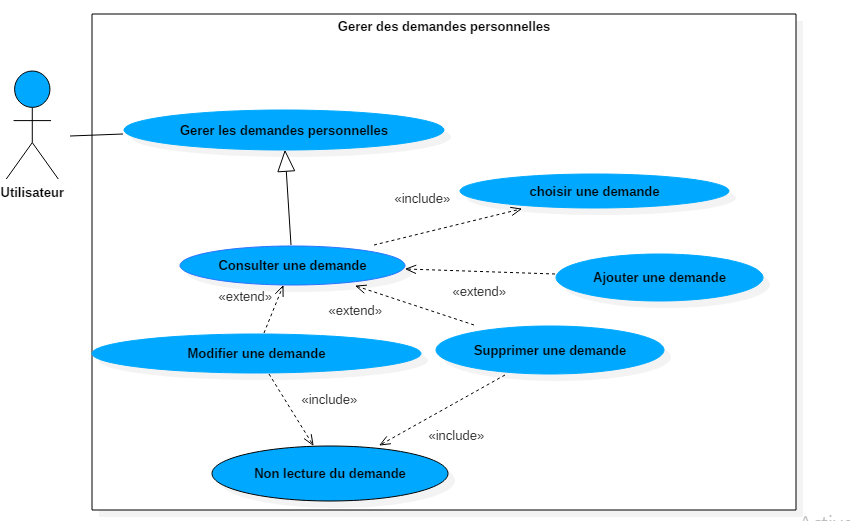 Gerer des demandes personnelles
Gerer les demandes personnelles
Utilisateur
«include»
choisir une demande
Consulter une demande
Ajouter une demande
«extend»
«extend»
«extend»
Modifier une demande
Supprimer une demande
«include»
«include»
Non lecture du demande